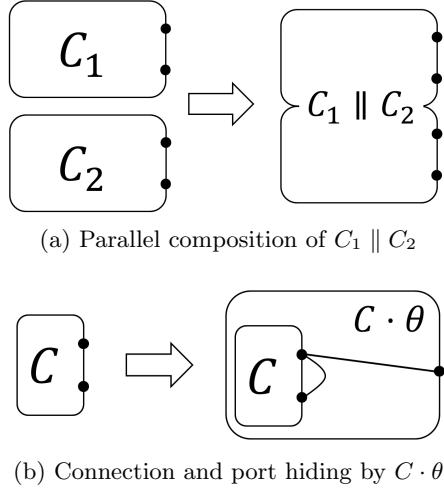 C₁
C₁ ∥ C₂
C₂
(a) Parallel composition of C₁ ∥ C₂
C · θ
C
C
(b) Connection and port hiding by C · θ